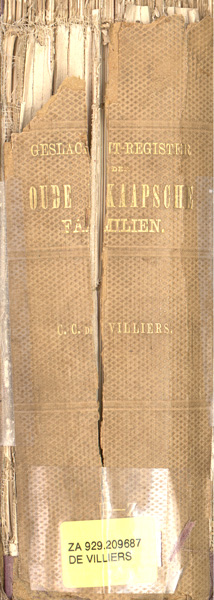 GESLAC T-REGISTER
DE
OUDE KAAPSCHE
FAMILIEN.
C. C. DE VILLIERS.
–Z
ZA 929.209687
DE VILLIERS